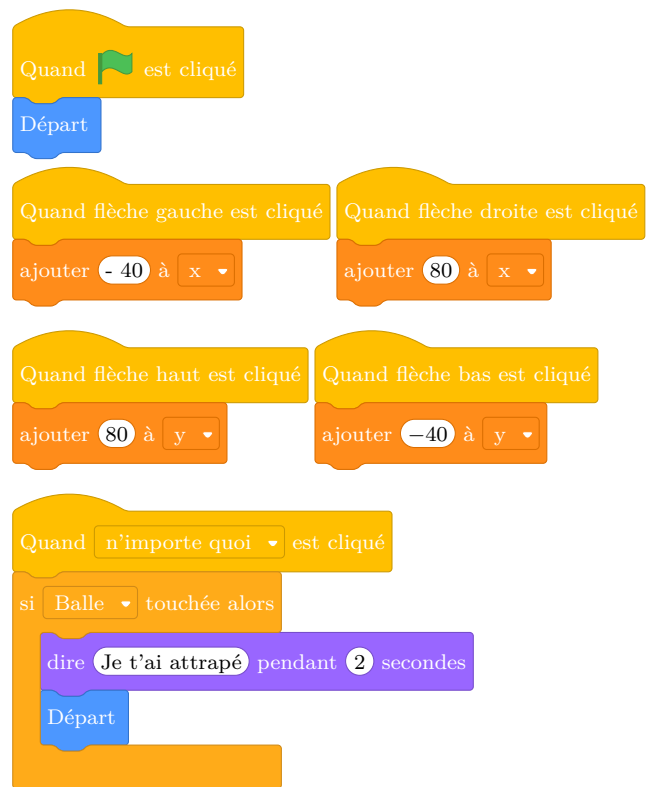 Quand est cliqué
Départ
Quand flèche gauche est cliqué
ajouter - 40 à x
Quand flèche droite est cliqué
ajouter 80 à x
Quand flèche haut est cliqué
ajouter 80 à y
Quand flèche bas est cliqué
ajouter −40 à y
Quand n'importe quoi est cliqué
si Balle touchée alors
dire Je t'ai attrapé pendant 2 secondes
Départ